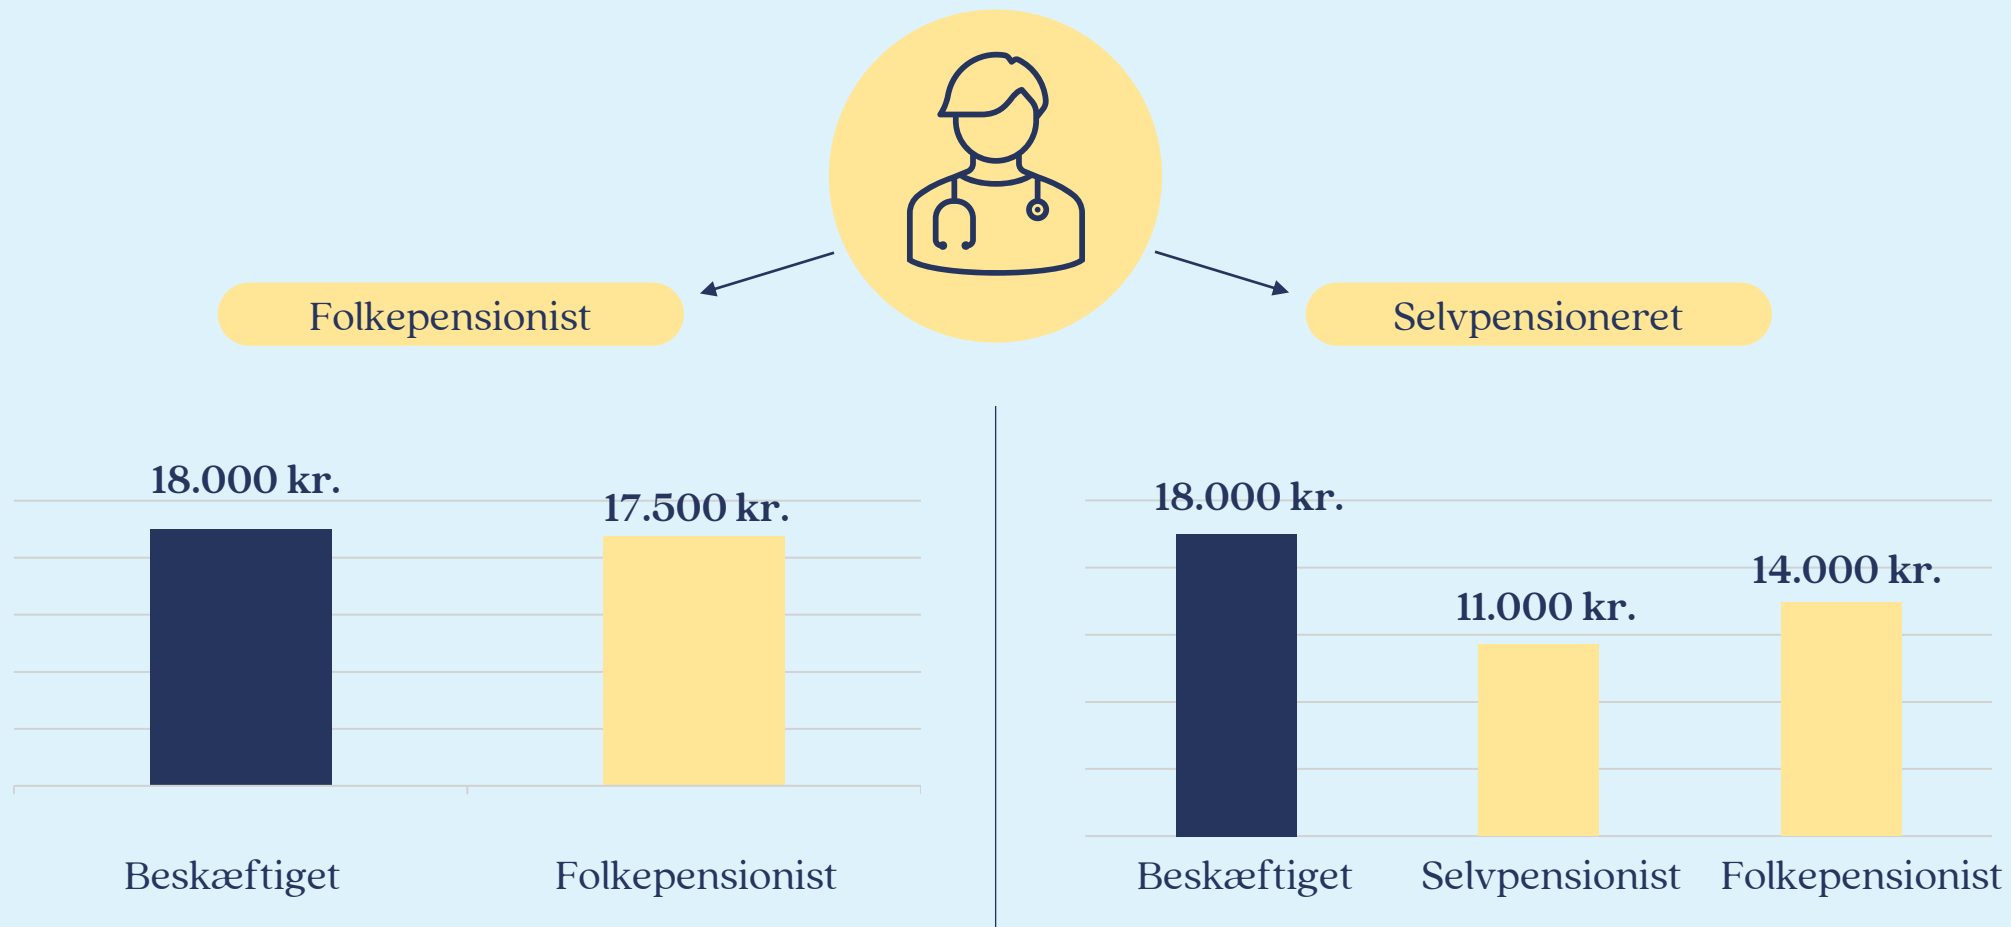 Folkepensionist
Selvpensioneret
18.000 kr.
17.500 kr.
Beskæftiget
Folkepensionist
18.000 kr.
11.000 kr.
14.000 kr.
Beskæftiget
Selvpensionist
Folkepensionist